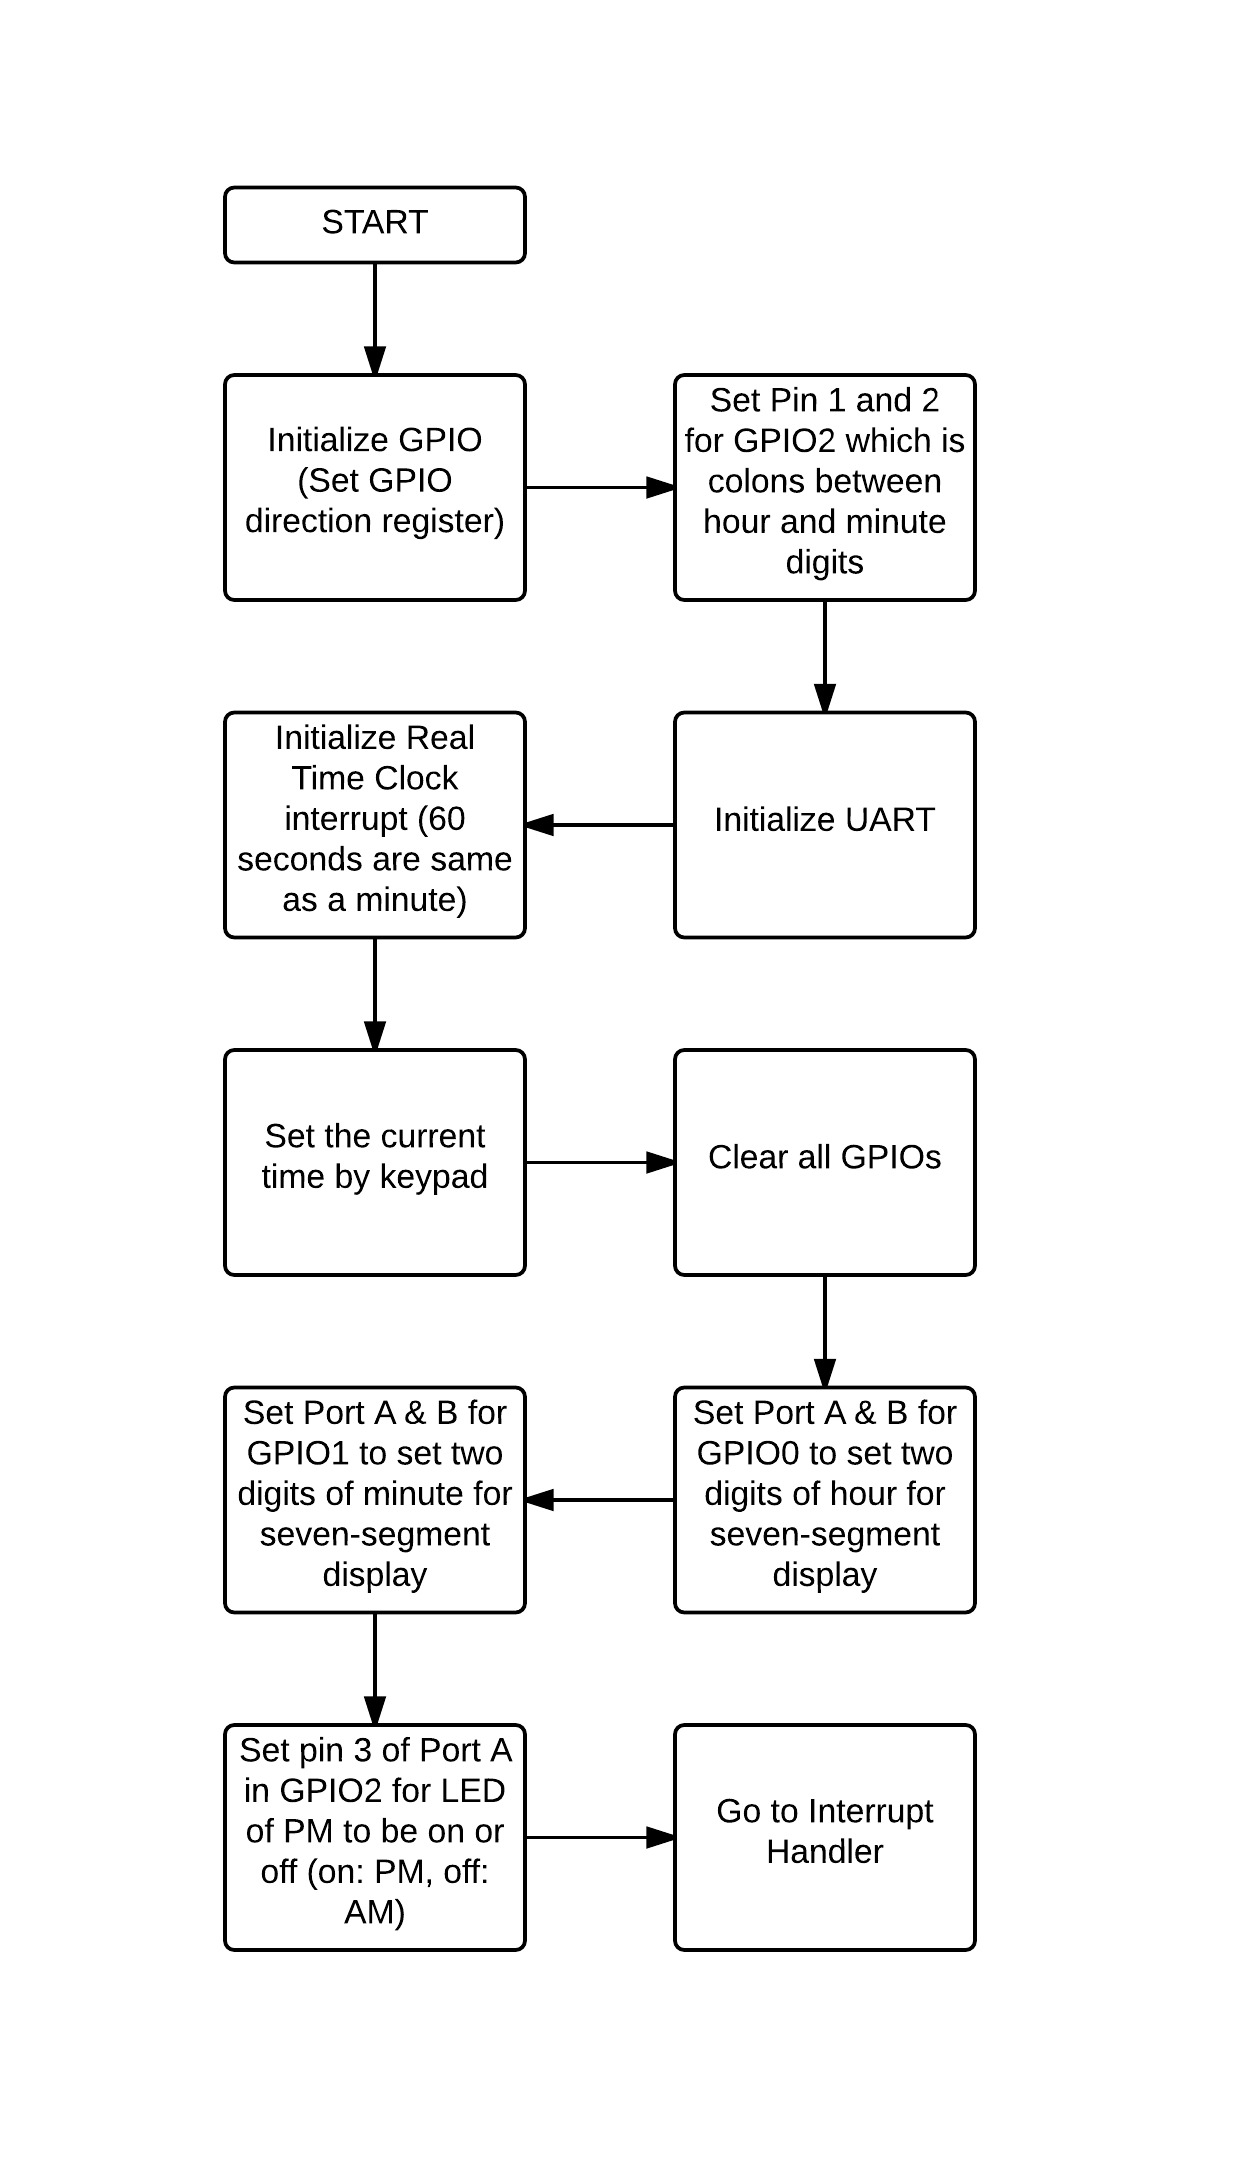 START
Initialize GPIO
(Set GPIO
direction register)
Set Pin 1 and 2
for GPIO2 which is
colons between
hour and minute
digits
Initialize UART
Initialize Real
Time Clock
interrupt (60
seconds are same
as a minute)
Set the current
time by keypad
Clear all GPIOs
Set Port A & B for
GPIO0 to set two
digits of hour for
seven-segment
display
Set Port A & B for
GPIO1 to set two
digits of minute for
seven-segment
display
Set pin 3 of Port A
in GPIO2 for LED
of PM to be on or
off (on: PM, off:
AM)
Go to Interrupt
Handler